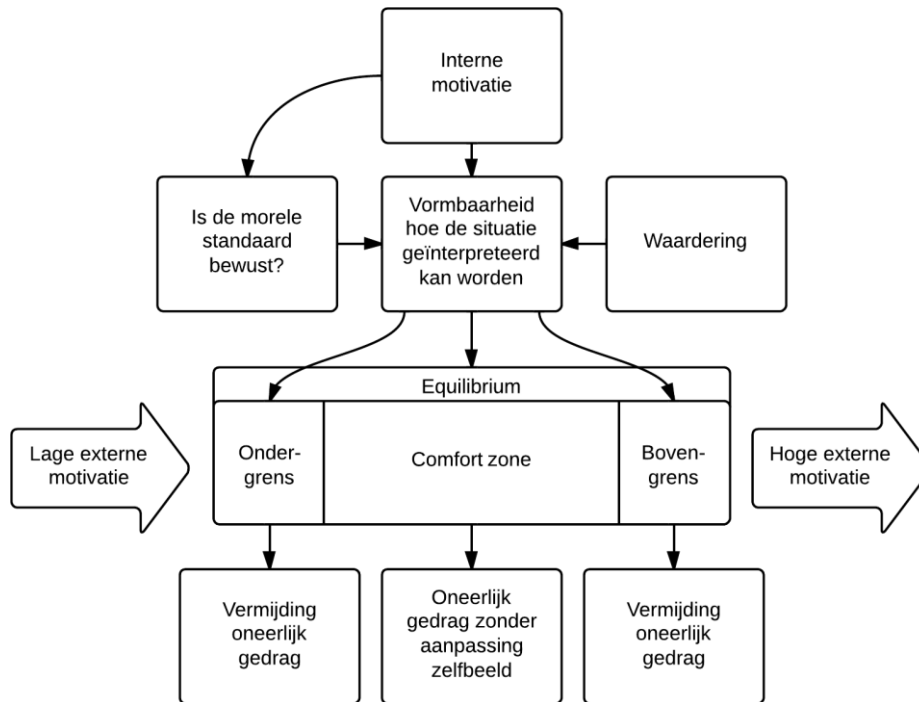 Interne
motivatie
Is de morele
standaard
bewust?
Vormbaarheid
hoe de situatie
geïnterpreteerd
kan worden
Waardering
Equilibrium
Lage externe
motivatie
Onder-
grens
Comfort zone
Boven-
grens
Hoge externe
motivatie
Vermijding
oneerlijk
gedrag
Oneerlijk
gedrag zonder
aanpassing
zelfbeeld
Vermijding
oneerlijk
gedrag